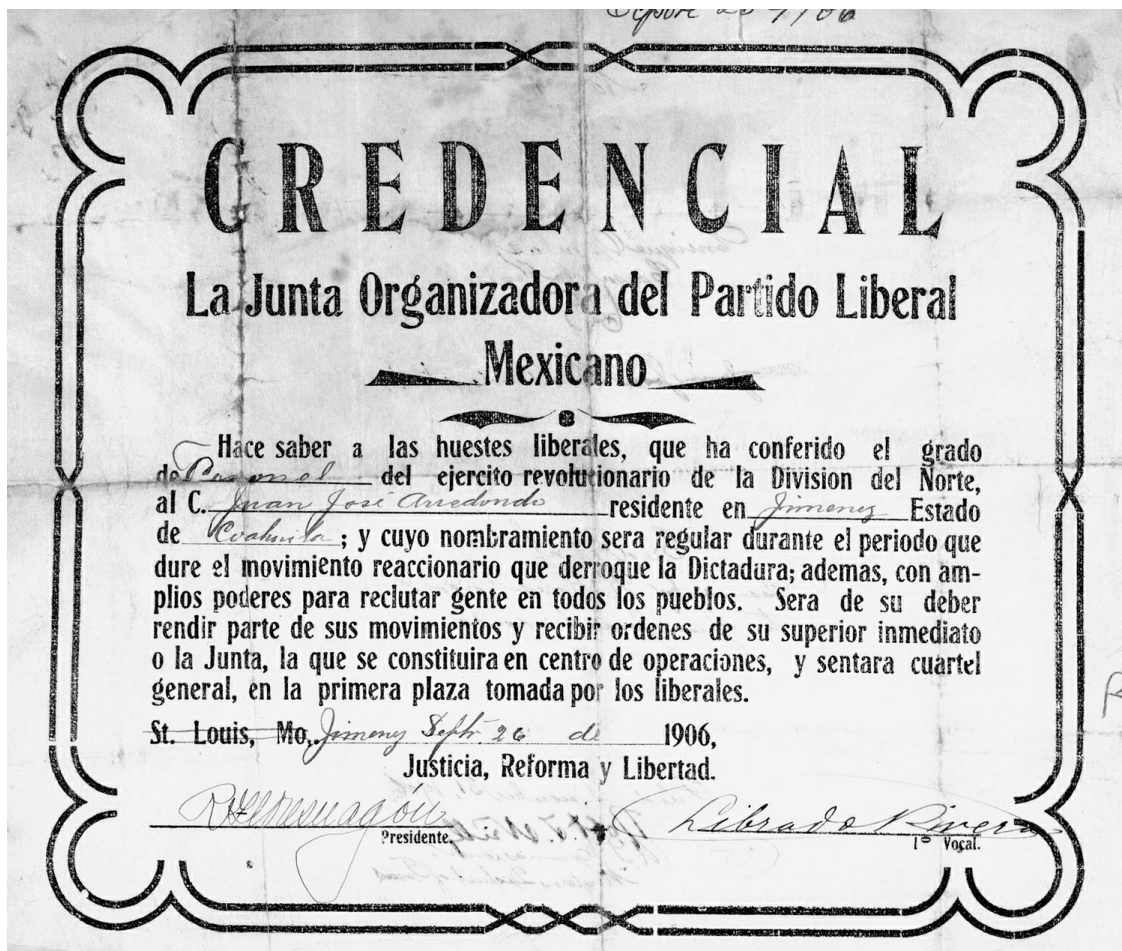 de 1906
CREDENCIAL
La Junta Organizadora del Partido Liberal
Mexicano
Hace saber a las huestes liberales, que ha conferido el grado
de del ejercito revolucionario de la Division del Norte,
al C. Juan José Arredondo residente en Jimenez Estado
de Coahuila; y cuyo nombramiento sera regular durante el periodo que
dure el movimiento reaccionario que derroque la Dictadura; ademas, con am-
plios poderes para reclutar gente en todos los pueblos. Sera de su deber
rendir parte de sus movimientos y recibir ordenes de su superior inmediato
o la Junta, la que se constituira en centro de operaciones, y sentara cuartel
general, en la primera plaza tomada por los liberales.
St. Louis, Mo., Jimenez Sept. 26 de 1906,
Justicia, Reforma y Libertad.
R. Flores Magón Librado Rivera
Presidente. 1º Vocal.